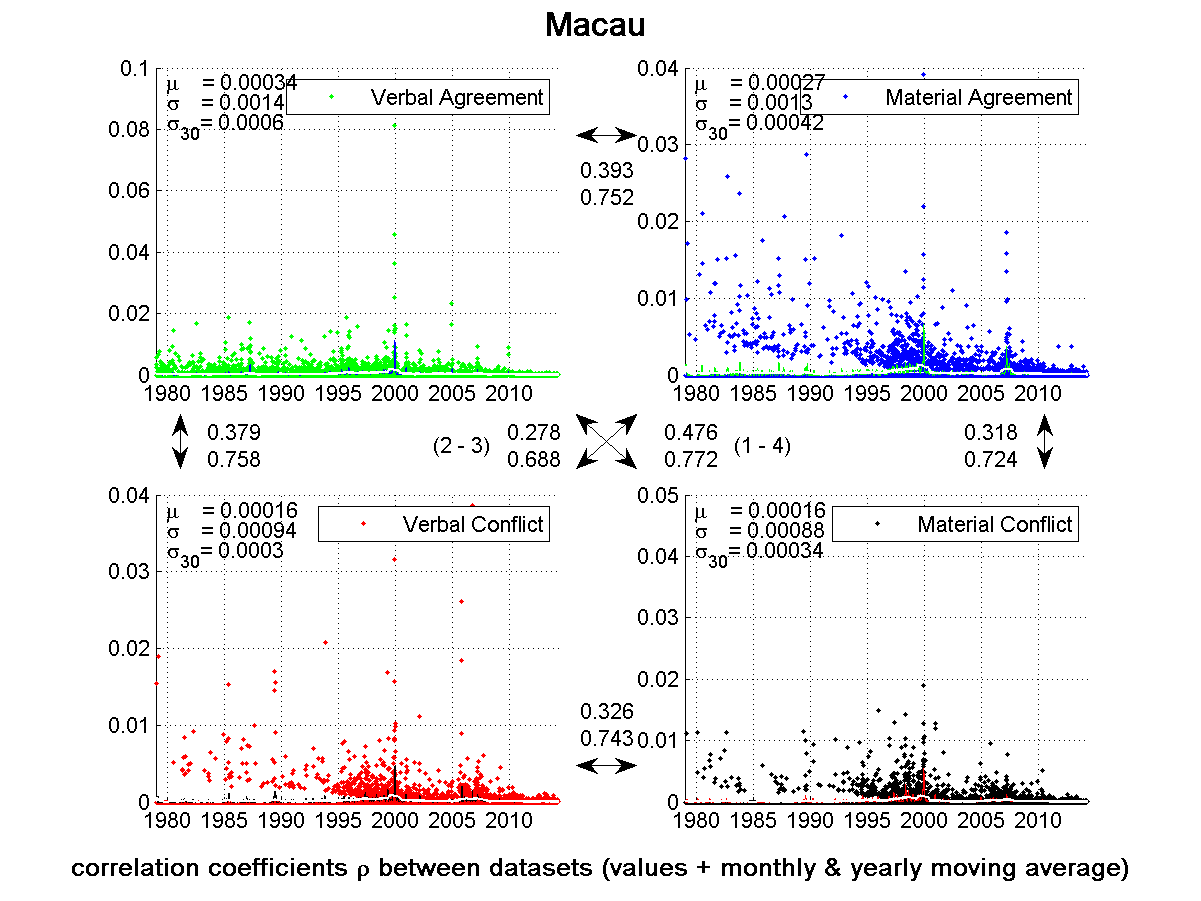 Macau
μ = 0.00034
σ = 0.0014
σ30= 0.0006
Verbal Agreement
0.1
0.08
0.06
0.04
0.02
0
1980 1985 1990 1995 2000 2005 2010
0.393
0.752
μ = 0.00027
σ = 0.0013
σ30= 0.00042
Material Agreement
0.04
0.03
0.02
0.01
0
1980 1985 1990 1995 2000 2005 2010
0.379
0.758
(2 - 3)
0.278
0.688
0.476
0.772
(1 - 4)
0.318
0.724
μ = 0.00016
σ = 0.00094
σ30= 0.0003
Verbal Conflict
0.04
0.03
0.02
0.01
0
1980 1985 1990 1995 2000 2005 2010
0.326
0.743
μ = 0.00016
σ = 0.00088
σ30= 0.00034
Material Conflict
0.05
0.04
0.03
0.02
0.01
0
1980 1985 1990 1995 2000 2005 2010
correlation coefficients ρ between datasets (values + monthly & yearly moving average)